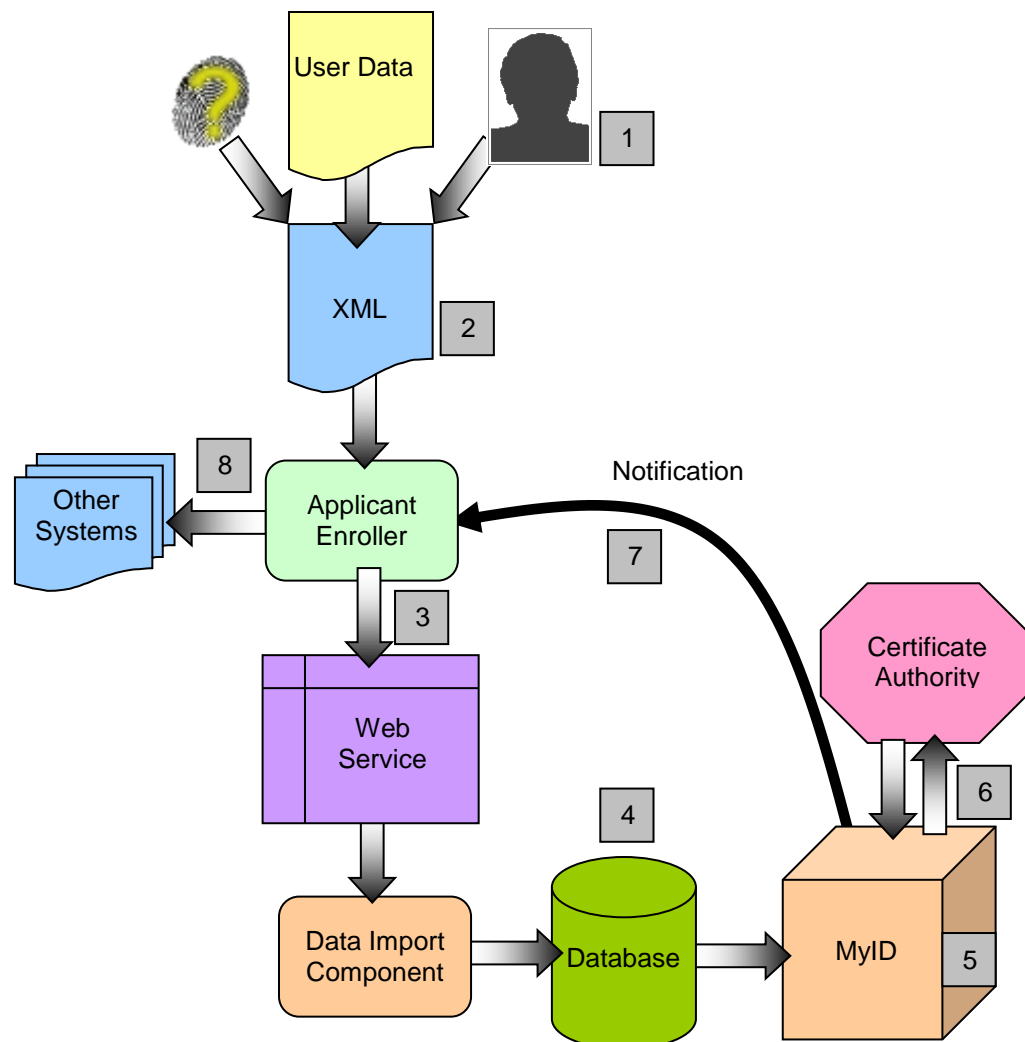 ?
User Data
1
XML
2
8
Notification
Other
Systems
Applicant
Enroller
7
3
Certificate
Authority
Web
Service
6
4
Data Import
Component
Database
MyID
5